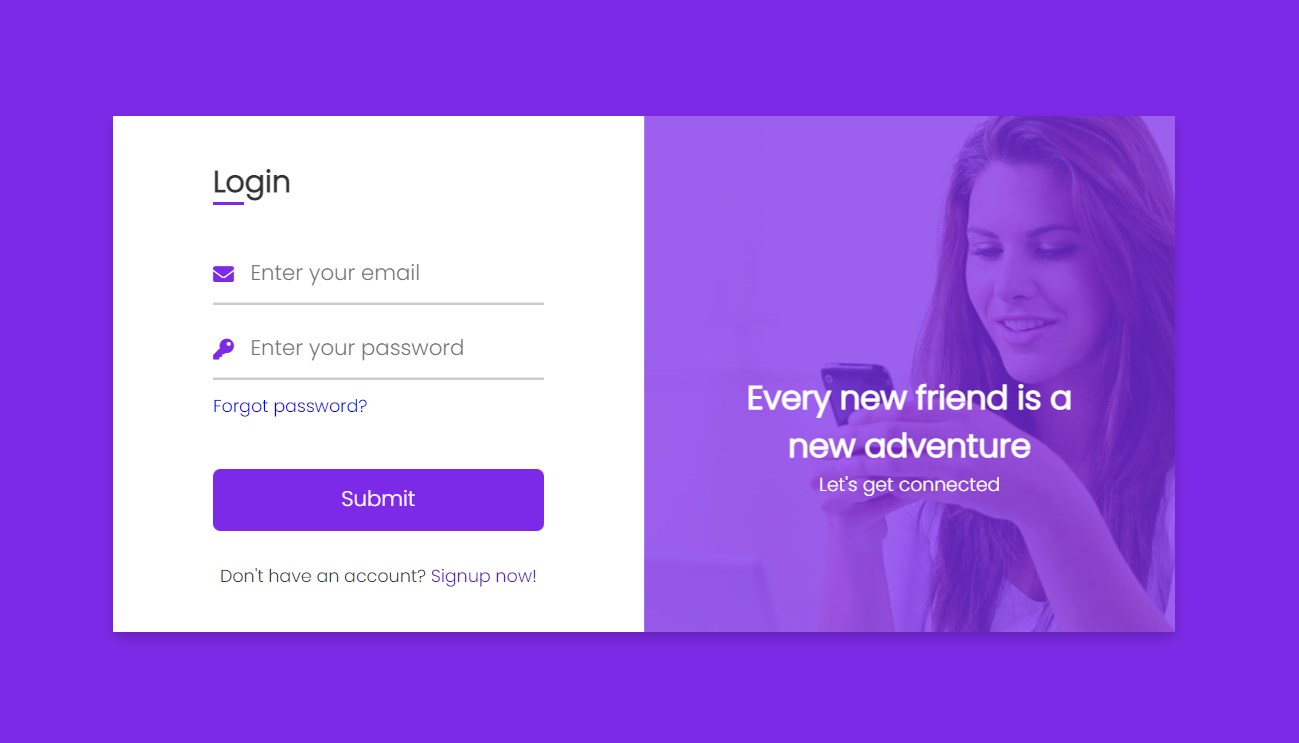 Login
Enter your email
Enter your password
Forgot password?
Submit
Don't have an account? Signup now!
Every new friend is a
new adventure
Let's get connected